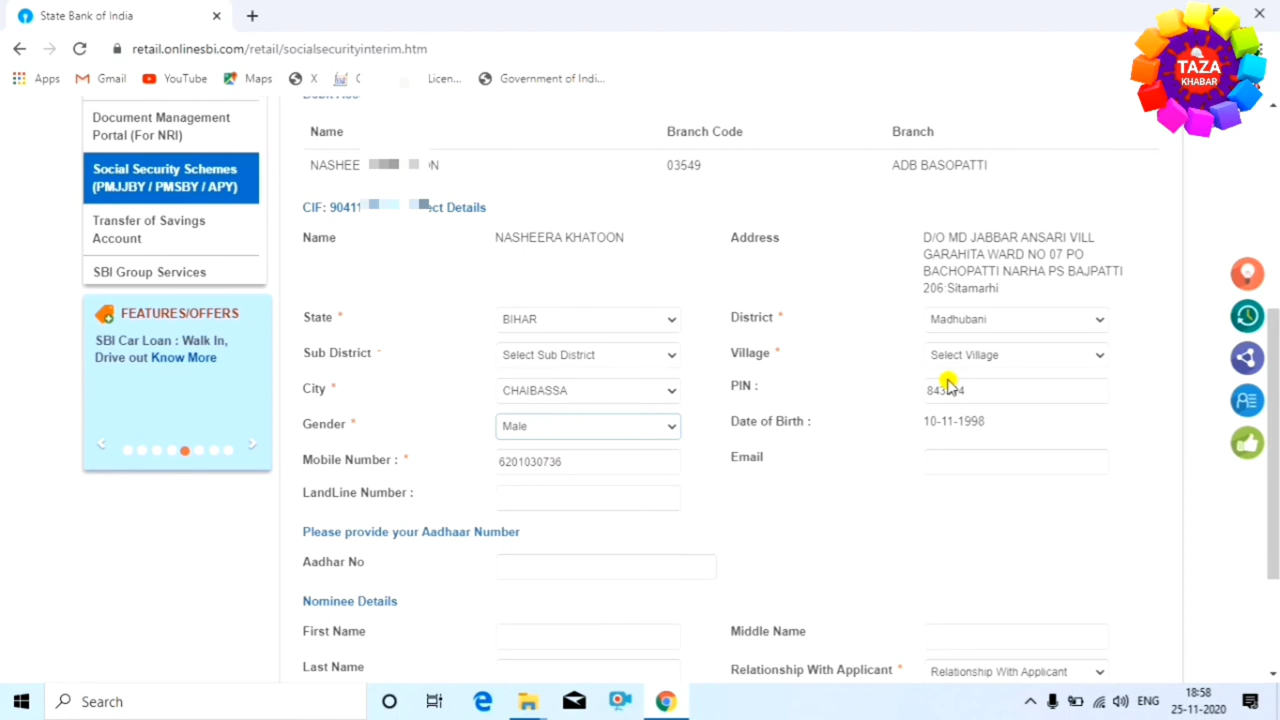 State Bank of India
retail.onlinesbi.com/retail/socialsecurityinterim.htm
Apps Gmail YouTube Maps X Licen... Government of Indi...
TAZA
KHABAR
Document Management
Portal (For NRI)
Social Security Schemes
(PMJJBY / PMSBY / APY)
Transfer of Savings
Account
SBI Group Services
FEATURES/OFFERS
SBI Car Loan : Walk In,
Drive out Know More
Name Branch Code Branch
NASHEE ON 03549 ADB BASOPATTI
CIF: 9041 ect Details
Name NASHEERA KHATOON Address D/O MD JABBAR ANSARI VILL
GARAHITA WARD NO 07 PO
BACHOPATTI NARHA PS BAJPATTI
206 Sitamarhi
State * BIHAR District * Madhubani
Sub District Select Sub District Village * Select Village
City * CHAIBASSA PIN :
Gender * Male Date of Birth : 10-11-1998
Mobile Number : * 6201030736 Email
LandLine Number :
Please provide your Aadhaar Number
Aadhar No
Nominee Details
First Name Middle Name
Last Name Relationship With Applicant * Relationship With Applicant
Search ENG 18:58
25-11-2020